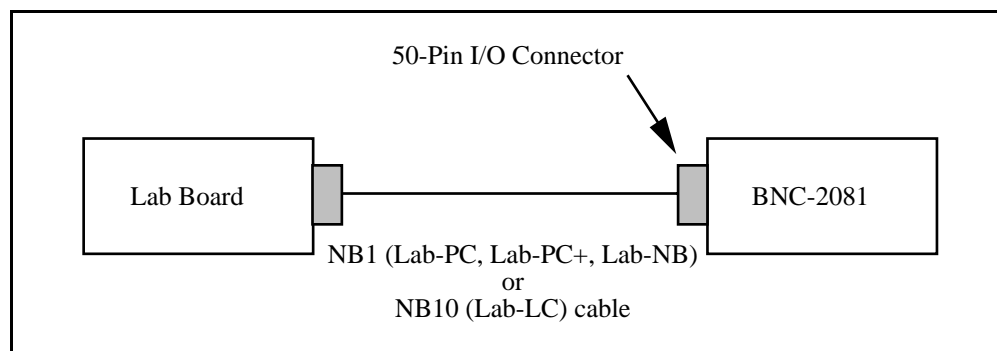 50-Pin I/O Connector
Lab Board
BNC-2081
NB1 (Lab-PC, Lab-PC+, Lab-NB)
or
NB10 (Lab-LC) cable